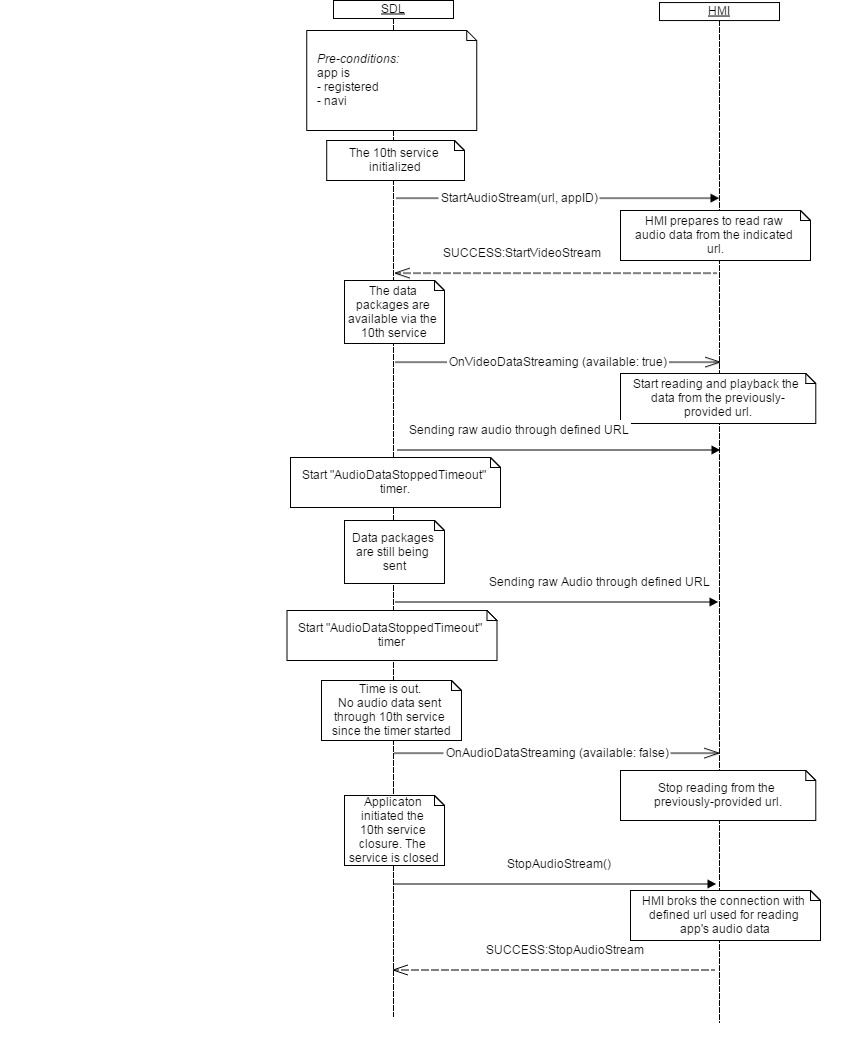 SDL
HMI
Pre-conditions:
app is
- registered
- navi
The 10th service
initialized
StartAudioStream(url, appID)
HMI prepares to read raw
audio data from the indicated
url.
SUCCESS:StartVideoStream
The data
packages are
available via the
10th service
OnVideoDataStreaming (available: true)
Start reading and playback the
data from the previously-
provided url.
Sending raw audio through defined URL
Start "AudioDataStoppedTimeout"
timer.
Data packages
are still being
sent
Sending raw Audio through defined URL
Start "AudioDataStoppedTimeout"
timer
Time is out.
No audio data sent
through 10th service
since the timer started
OnAudioDataStreaming (available: false)
Stop reading from the
previously-provided url.
Applicaton
initiated the
10th service
closure. The
service is closed
StopAudioStream()
HMI broks the connection with
defined url used for reading
app's audio data
SUCCESS:StopAudioStream